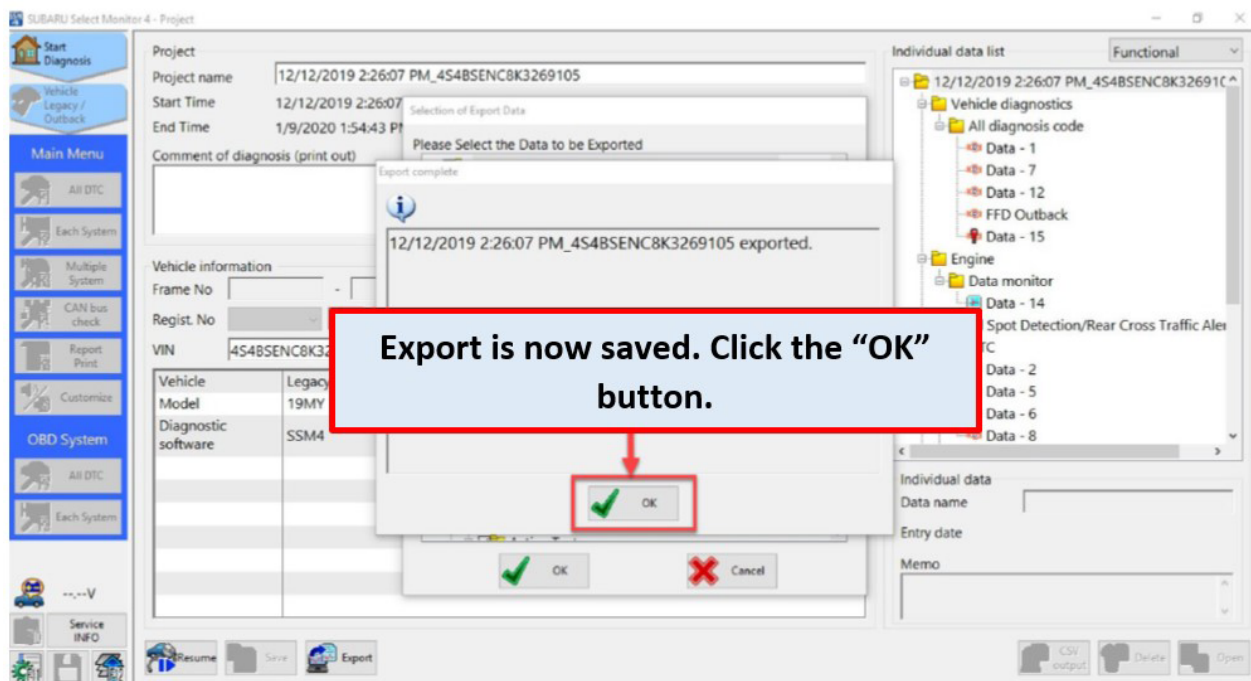 SUBARU Select Monitor 4 - Project
Start
Diagnosis
Vehicle
Legacy /
Outback
Main Menu
All DTC
Each System
Multiple
System
CAN bus
check
Report
Print
Customize
OBD System
All DTC
Each System
--.--V
Service
INFO
Project
Project name 12/12/2019 2:26:07 PM_4S4BSENC8K3269105
Start Time 12/12/2019 2:26:07
End Time 1/9/2020 1:54:43
Comment of diagnosis (print out)
Vehicle information
Frame No -
Regist. No
VIN 4S4BSENC8K32
Vehicle Legacy
Model 19MY
Diagnostic
software SSM4
Selection of Export Data
Please Select the Data to be Exported
Export complete
12/12/2019 2:26:07 PM_4S4BSENC8K3269105 exported.
Export is now saved. Click the “OK”
button.
OK
OK Cancel
Resume Save Export
Individual data list Functional
12/12/2019 2:26:07 PM_4S4BSENC8K326910
Vehicle diagnostics
All diagnosis code
Data - 1
Data - 7
Data - 12
FFD Outback
Data - 15
Engine
Data monitor
Data - 14
Spot Detection/Rear Cross Traffic Aler
Data - 2
Data - 5
Data - 6
Data - 8
Individual data
Data name
Entry date
Memo
CSV
output
Delete Open